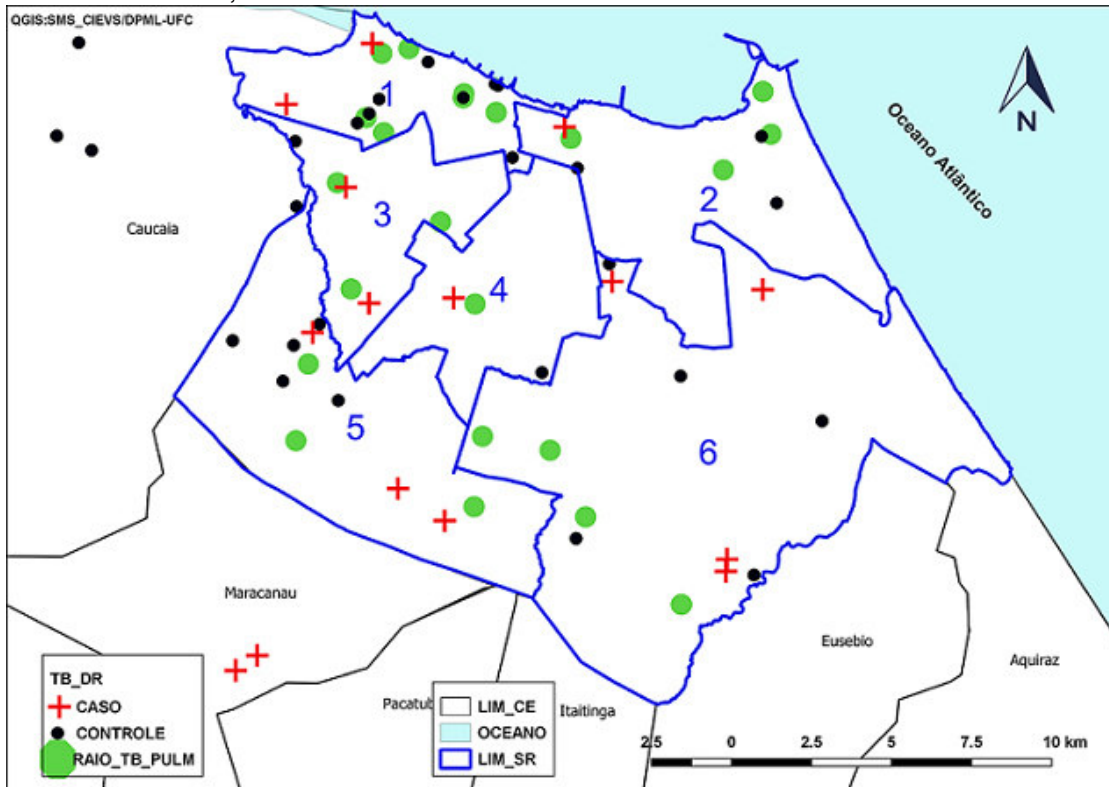 QGIS:SMS_CIEVS/DPML-UFC
1
N
Oceano Atlântico
2
3
Caucaia
4
5
6
Maracanau
Eusebio
Aquiraz
Pacatub
Itaitinga
TB_DR
CASO
CONTROLE
RAIO_TB_PULM
LIM_CE
OCEANO
LIM_SR
2.5 0 2.5 5 7.5 10 km